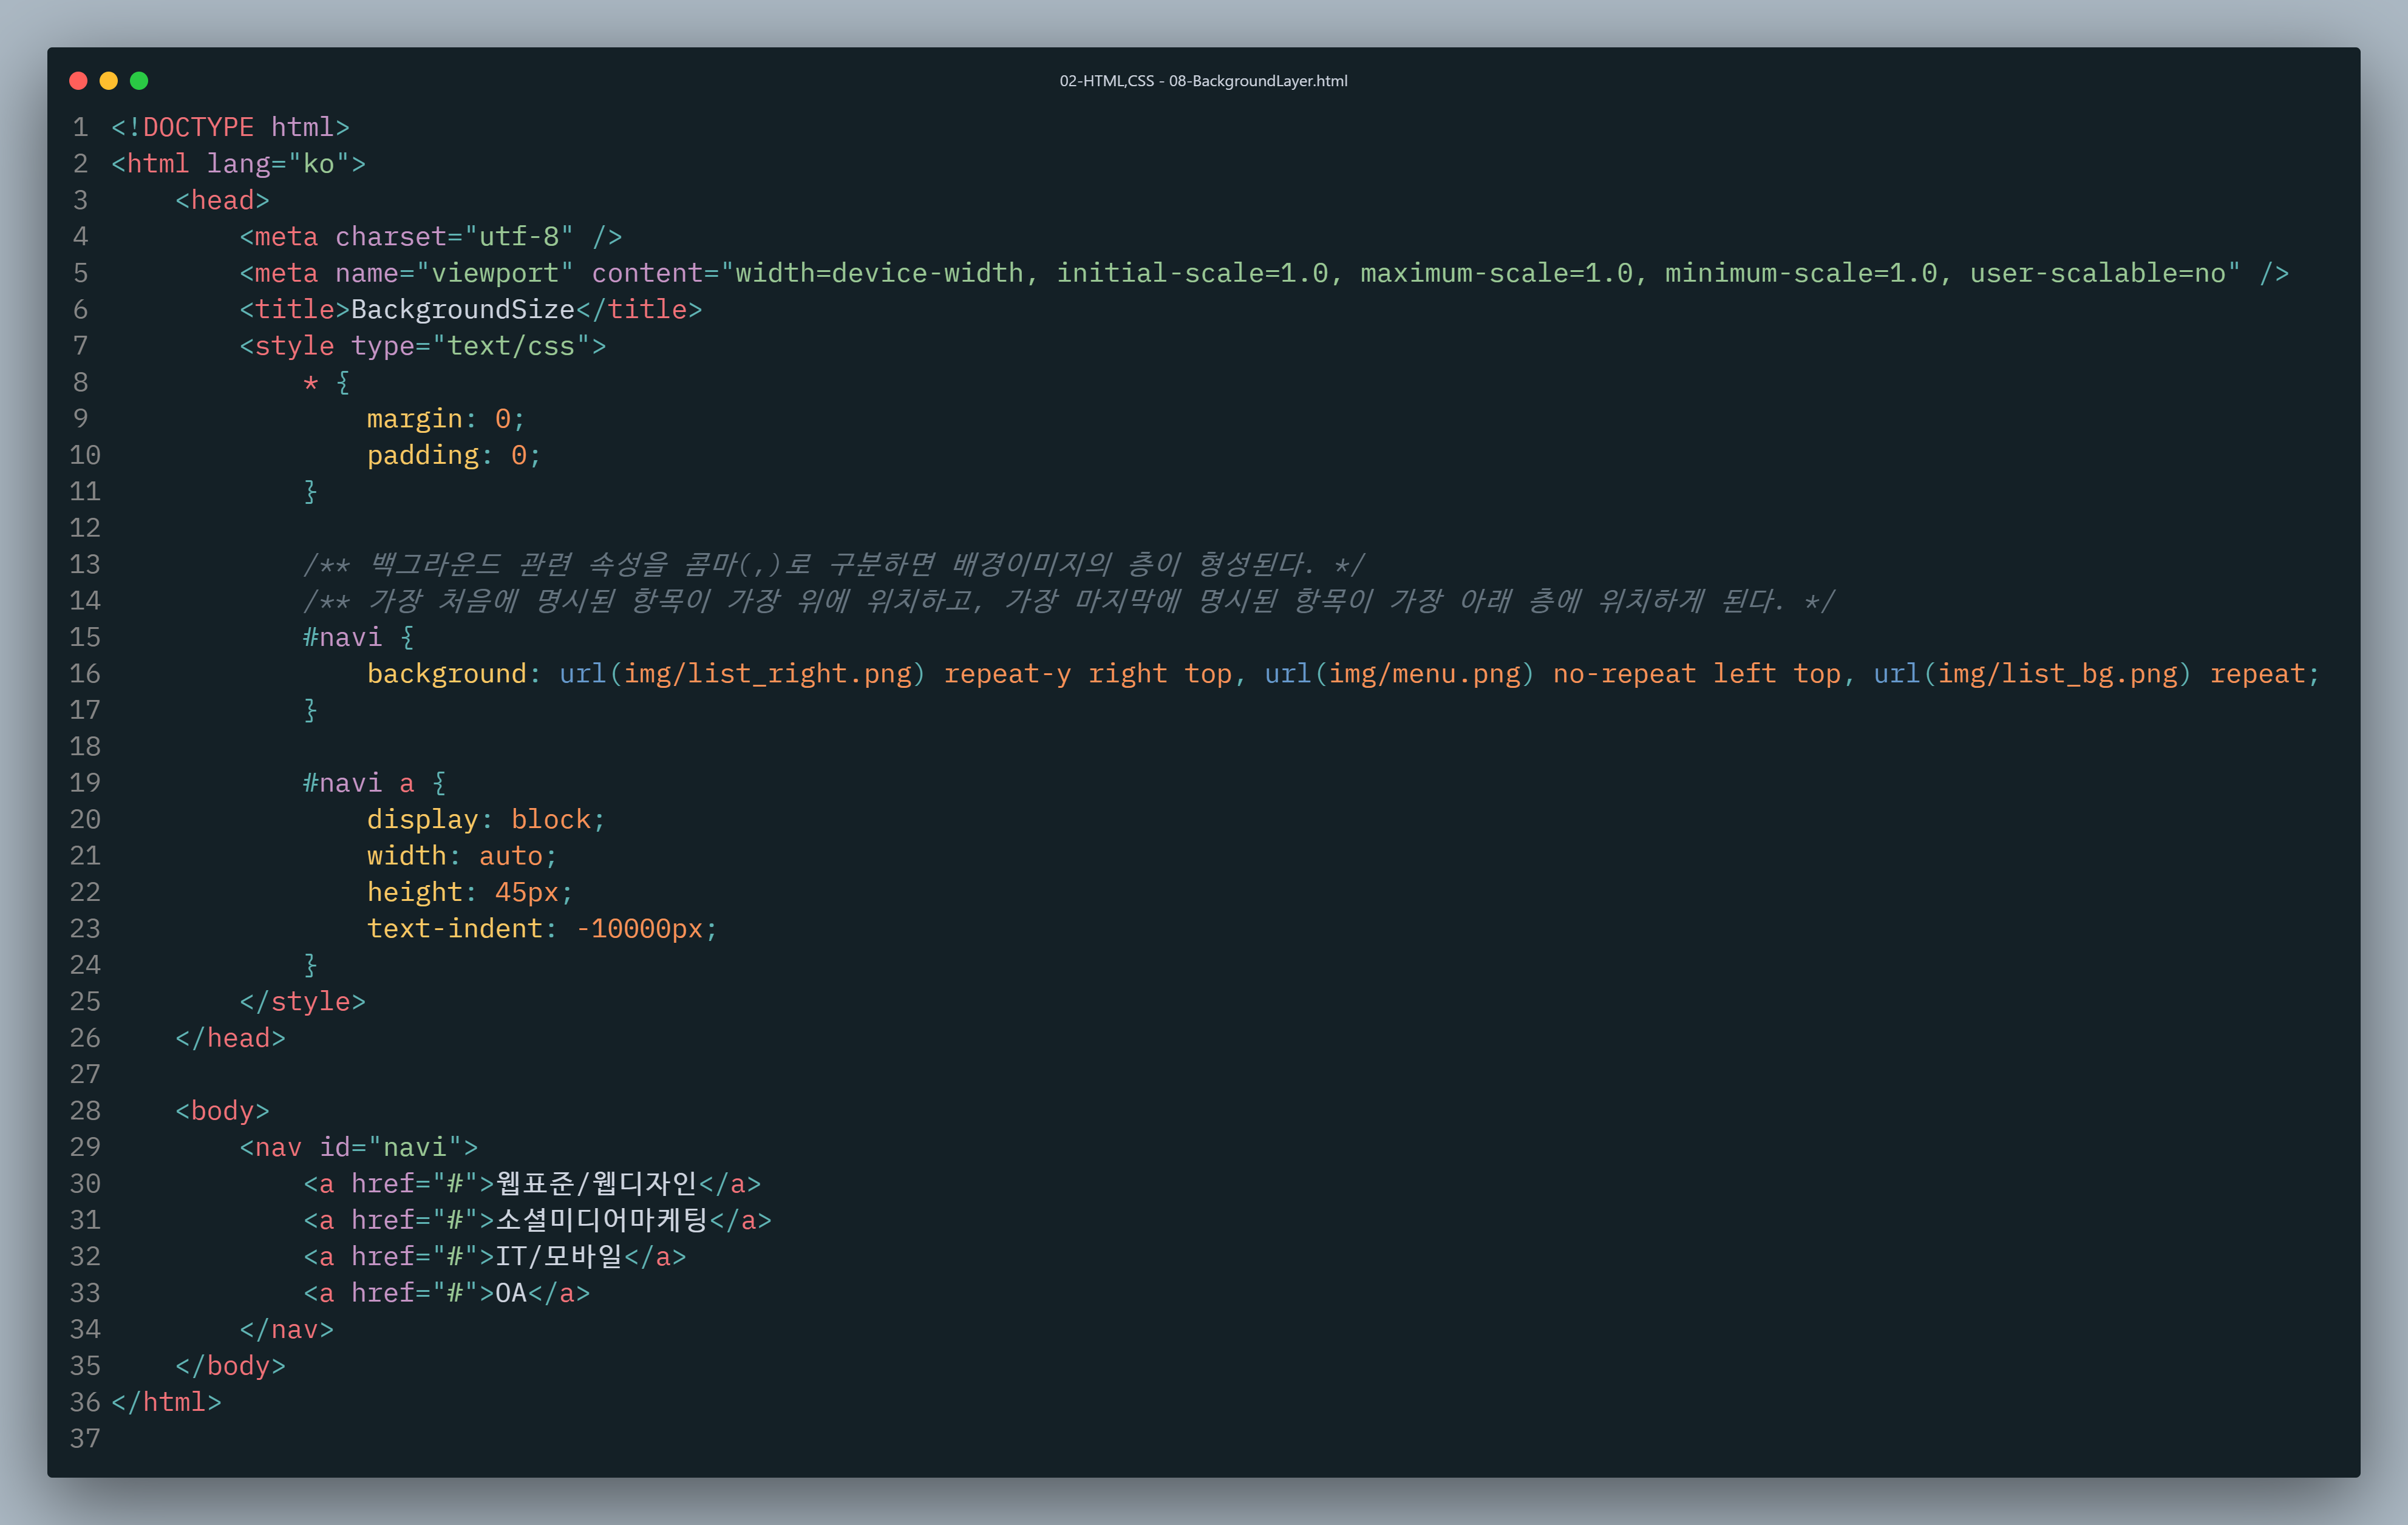 02-HTML,CSS - 08-BackgroundLayer.html
1 <!DOCTYPE html>
2 <html lang="ko">
3     <head>
4         <meta charset="utf-8" />
5         <meta name="viewport" content="width=device-width, initial-scale=1.0, maximum-scale=1.0, minimum-scale=1.0, user-scalable=no" />
6         <title>BackgroundSize</title>
7         <style type="text/css">
8             * {
9                 margin: 0;
10                 padding: 0;
11             }
12
13             /** 백그라운드 관련 속성을 콤마(,)로 구분하면 배경이미지의 층이 형성된다. */
14             /** 가장 처음에 명시된 항목이 가장 위에 위치하고, 가장 마지막에 명시된 항목이 가장 아래 층에 위치하게 된다. */
15             #navi {
16                 background: url(img/list_right.png) repeat-y right top, url(img/menu.png) no-repeat left top, url(img/list_bg.png) repeat;
17             }
18
19             #navi a {
20                 display: block;
21                 width: auto;
22                 height: 45px;
23                 text-indent: -10000px;
24             }
25         </style>
26     </head>
27
28     <body>
29         <nav id="navi">
30             <a href="#">웹표준/웹디자인</a>
31             <a href="#">소셜미디어마케팅</a>
32             <a href="#">IT/모바일</a>
33             <a href="#">OA</a>
34         </nav>
35     </body>
36 </html>
37